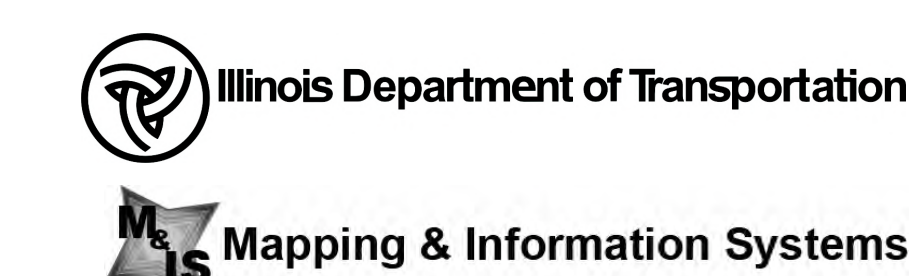 Illinois Department of Transportation
M
&
IS
Mapping & Information Systems